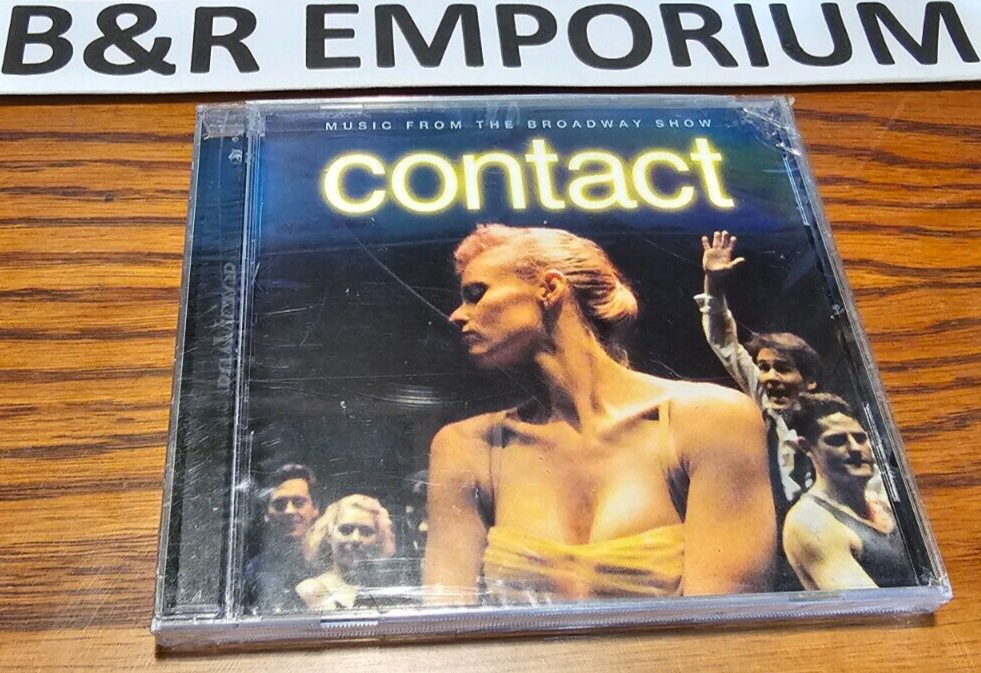 B&R EMPORIUM
MUSIC FROM THE BROADWAY SHOW
contact